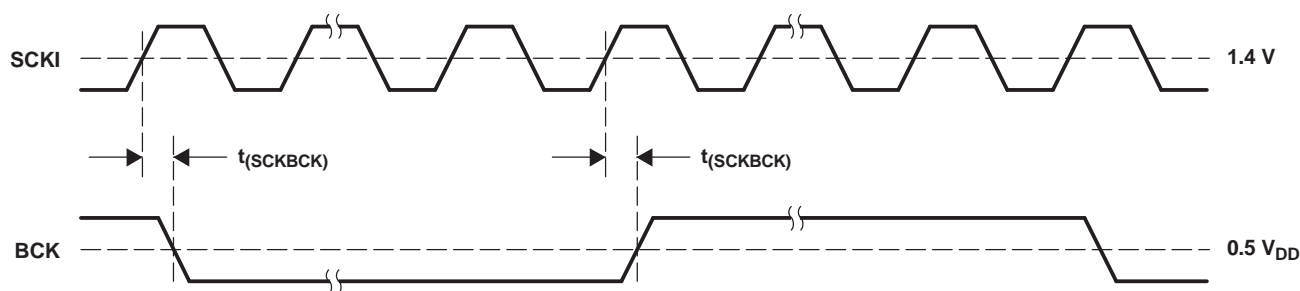 SCKI
1.4 V
t(SCKBCK)
t(SCKBCK)
BCK
0.5 VDD